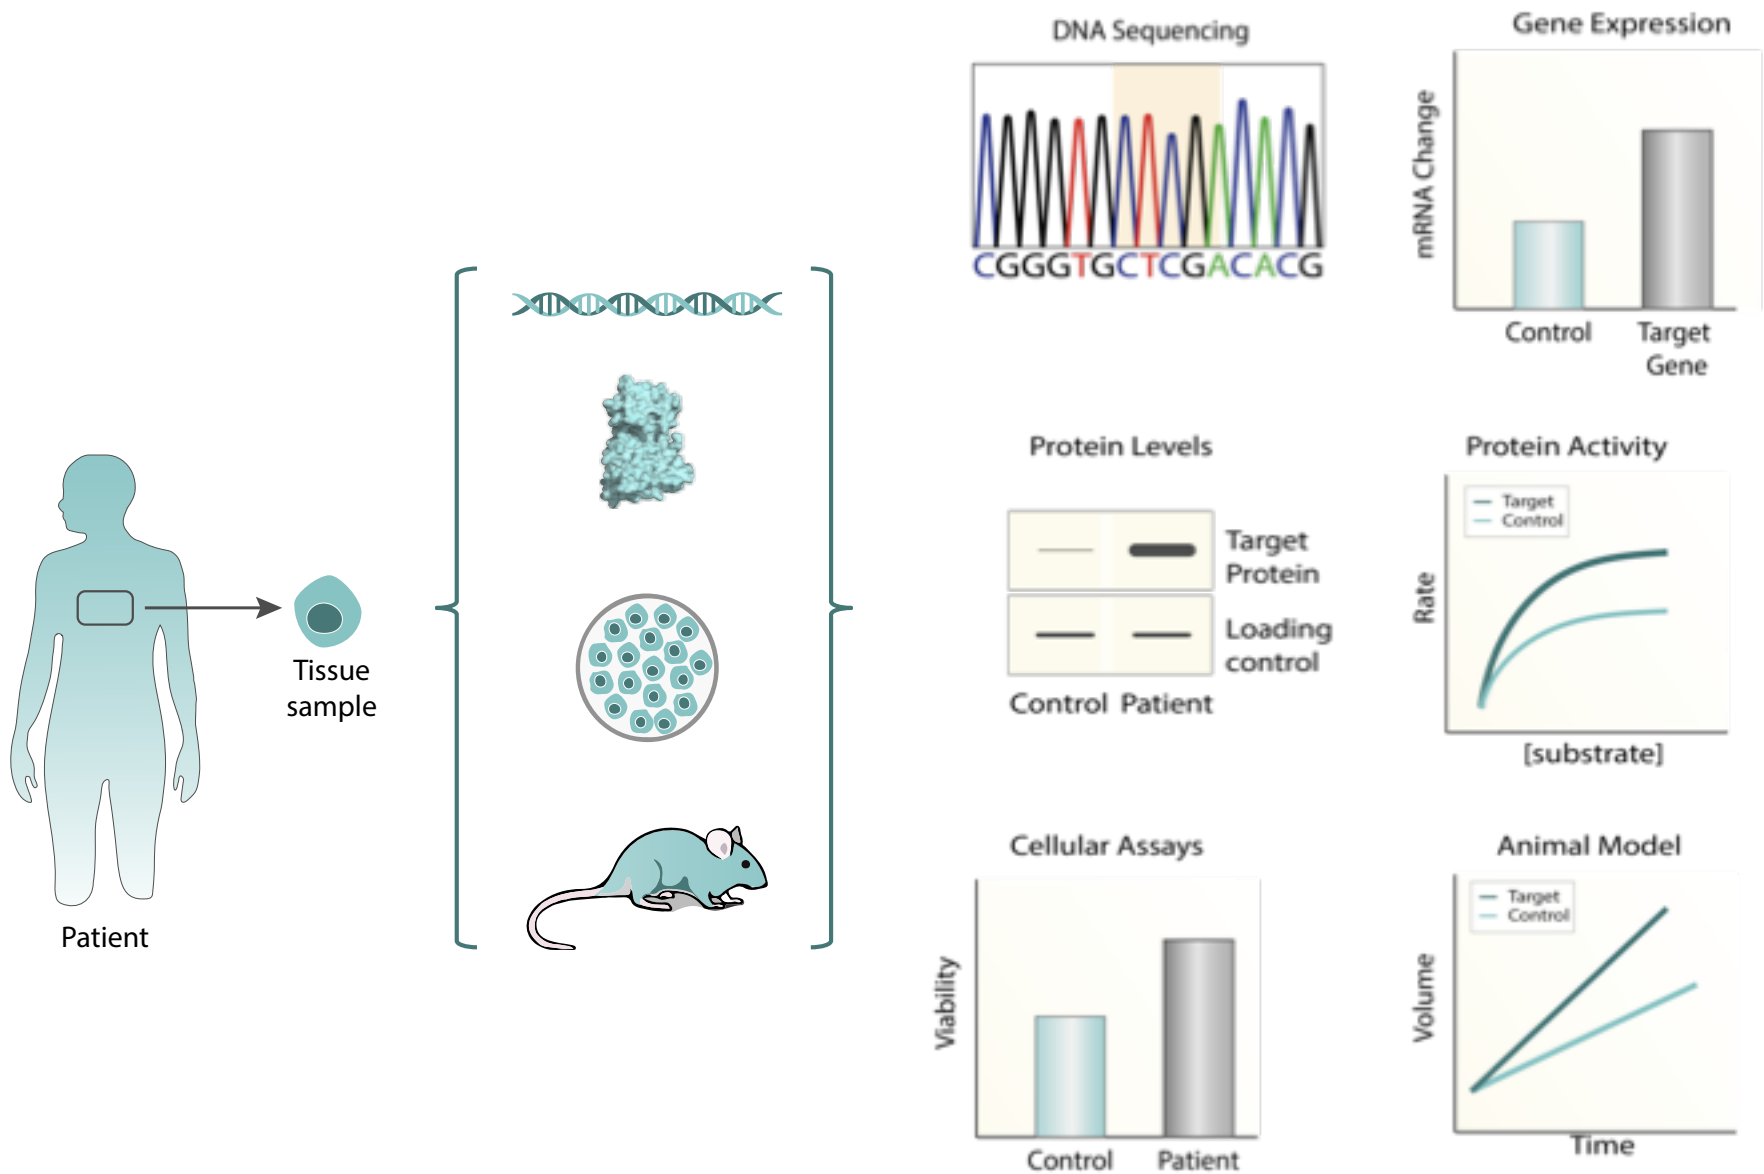 DNA Sequencing
CGGGTGCTCGACACG
Gene Expression
mRNA Change
Control
Target
Gene
Patient
Tissue
sample
Protein Levels
Target
Protein
Loading
control
Control Patient
Protein Activity
Target
Control
Rate
[substrate]
Cellular Assays
Viability
Control
Patient
Animal Model
Target
Control
Volume
Time